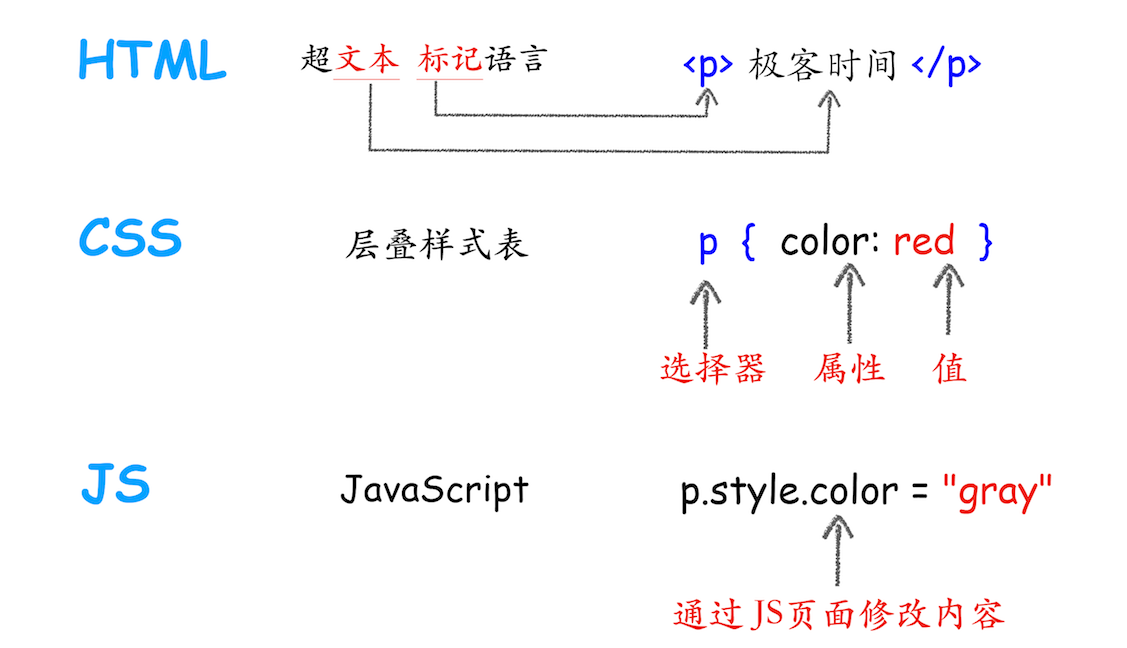 HTML 超文本 标记语言 <p> 极客时间 </p>
CSS 层叠样式表 p { color: red }
选择器 属性 值
JS JavaScript p.style.color = "gray"
通过JS页面修改内容